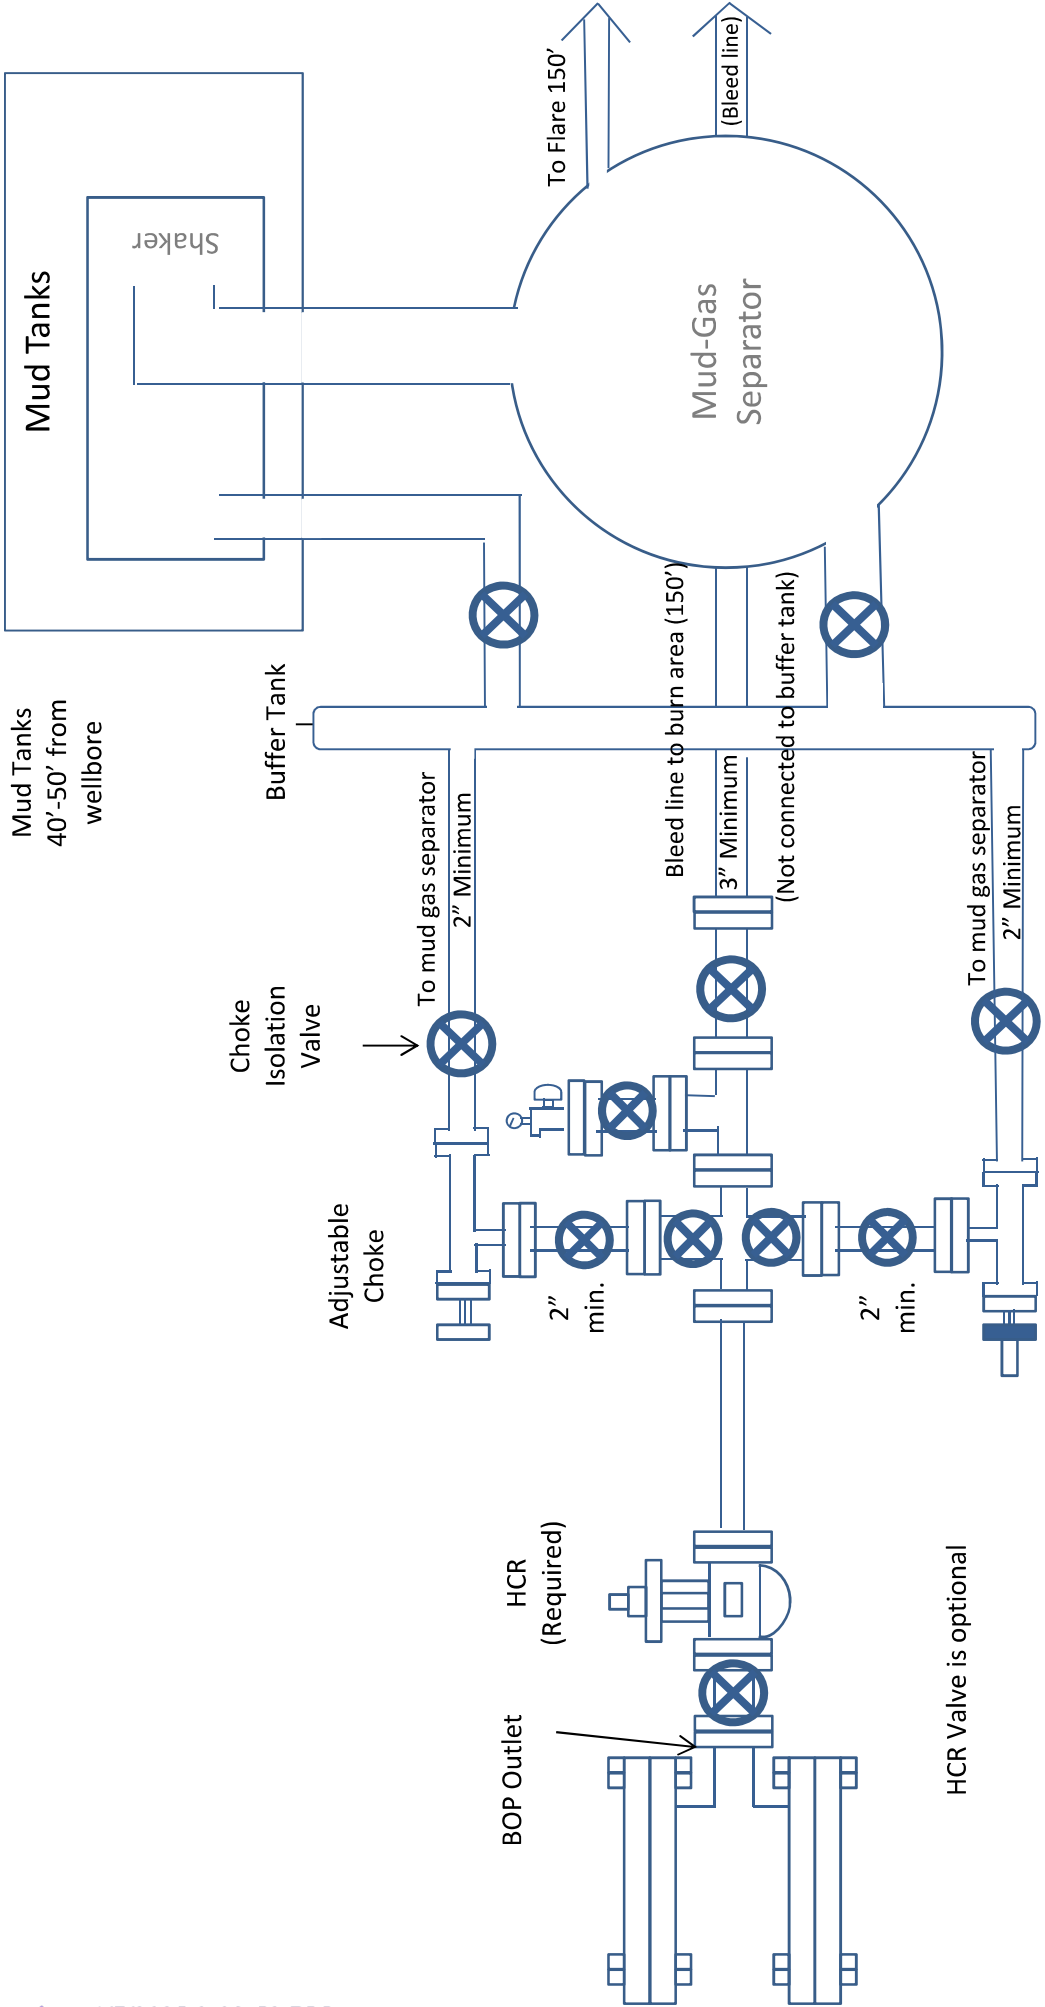 Mud Tanks
Shaker
To Flare 150’
(Bleed line)
Mud-Gas
Separator
Mud Tanks
40’-50’ from
wellbore
Buffer Tank
Bleed line to burn area (150’)
3” Minimum
(Not connected to buffer tank)
To mud gas separator
2” Minimum
To mud gas separator
2” Minimum
Choke
Isolation
Valve
Adjustable
Choke
2”
min.
2”
min.
HCR
(Required)
BOP Outlet
HCR Valve is optional